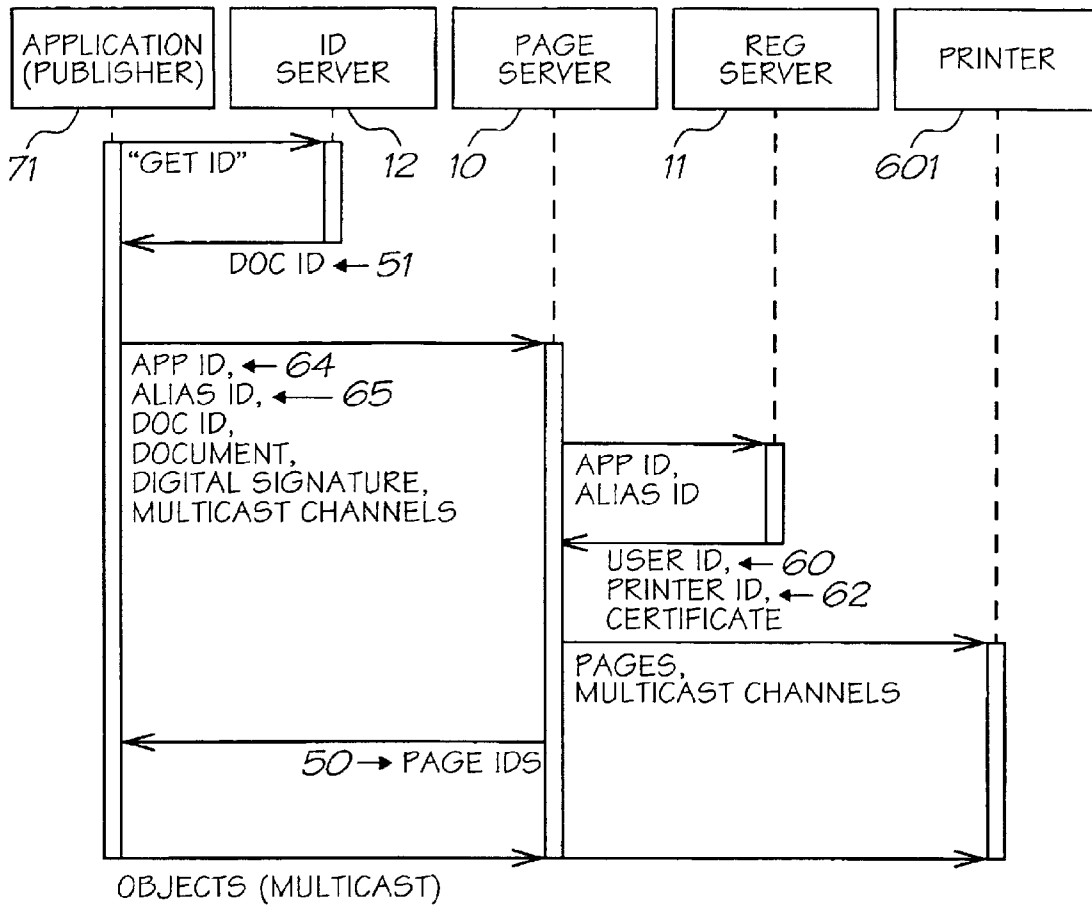 APPLICATION
(PUBLISHER)
ID
SERVER
PAGE
SERVER
REG
SERVER
PRINTER
71
12
10
11
601
"GET ID"
DOC ID ← 51
APP ID, ← 64
ALIAS ID, ← 65
DOC ID,
DOCUMENT,
DIGITAL SIGNATURE,
MULTICAST CHANNELS
APP ID,
ALIAS ID
USER ID, ← 60
PRINTER ID, ← 62
CERTIFICATE
PAGES,
MULTICAST CHANNELS
50 → PAGE IDS
OBJECTS (MULTICAST)